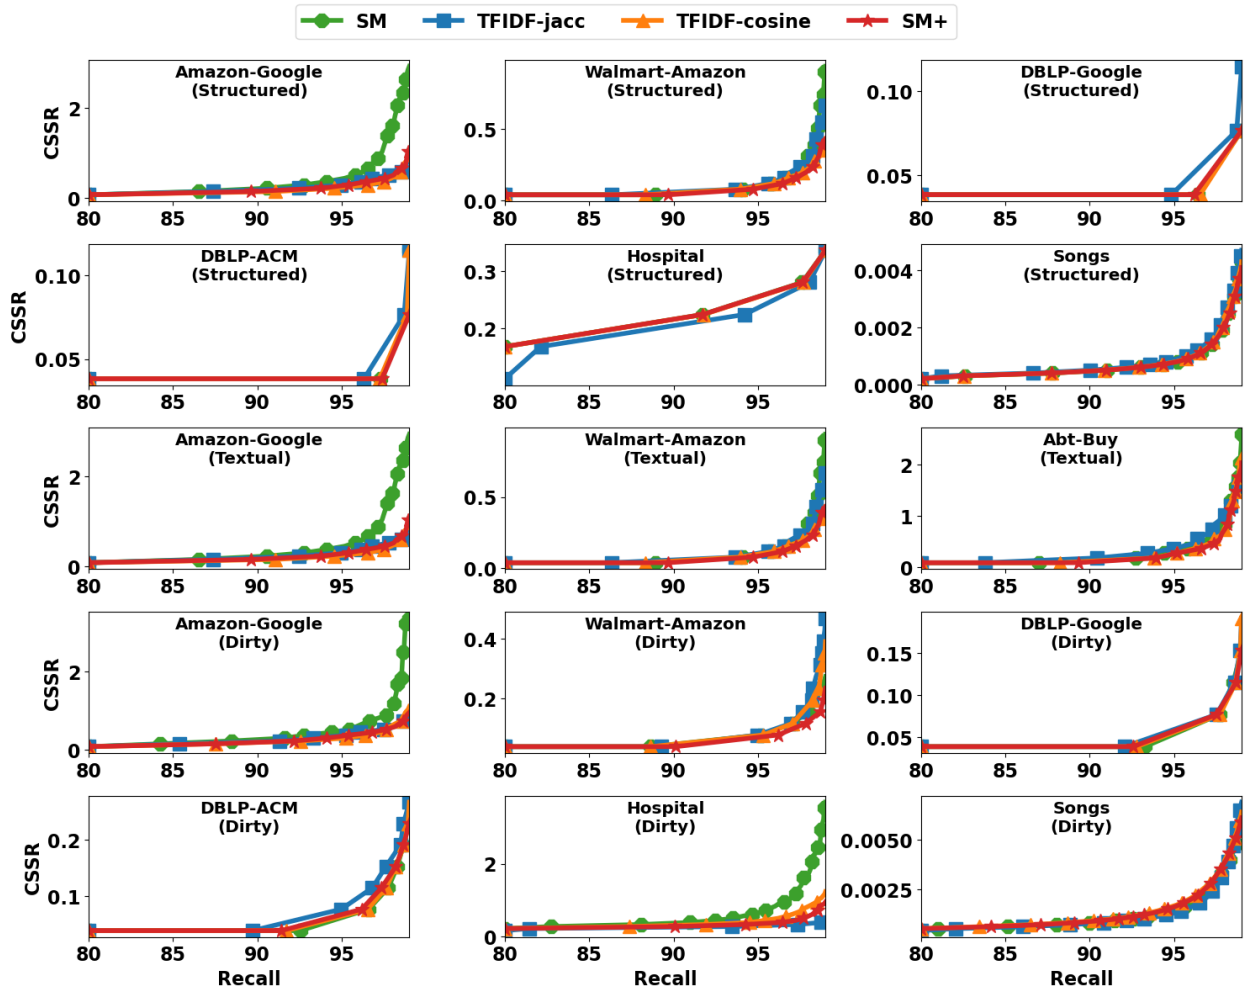 SM TFIDF-jacc TFIDF-cosine SM+
Amazon-Google
(Structured)
CSSR
2
0
80 85 90 95
Walmart-Amazon
(Structured)
0.5
0.0
80 85 90 95
DBLP-Google
(Structured)
0.10
0.05
80 85 90 95
DBLP-ACM
(Structured)
CSSR
0.10
0.05
80 85 90 95
Hospital
(Structured)
0.3
0.2
80 85 90 95
Songs
(Structured)
0.004
0.002
0.000
80 85 90 95
Amazon-Google
(Textual)
CSSR
2
0
80 85 90 95
Walmart-Amazon
(Textual)
0.5
0.0
80 85 90 95
Abt-Buy
(Textual)
2
1
0
80 85 90 95
Amazon-Google
(Dirty)
CSSR
2
0
80 85 90 95
Walmart-Amazon
(Dirty)
0.4
0.2
80 85 90 95
DBLP-Google
(Dirty)
0.15
0.10
0.05
80 85 90 95
DBLP-ACM
(Dirty)
CSSR
0.2
0.1
80 85 90 95
Recall
Hospital
(Dirty)
2
0
80 85 90 95
Recall
Songs
(Dirty)
0.0050
0.0025
80 85 90 95
Recall